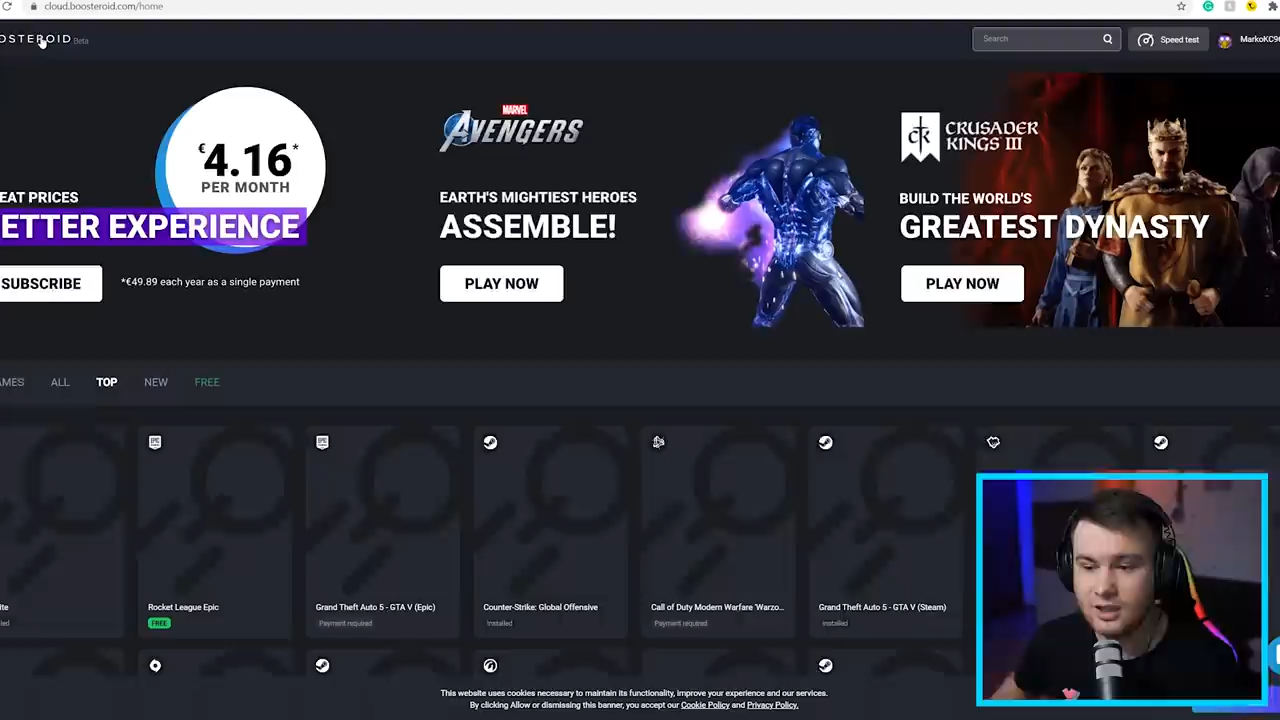 cloud.boosteroid.com/home
OSTEROID Beta
Search
Speed test
MarkoKC96
€4.16*
PER MONTH
EAT PRICES
ETTER EXPERIENCE
SUBSCRIBE
*€49.89 each year as a single payment
MARVEL
AVENGERS
EARTH'S MIGHTIEST HEROES
ASSEMBLE!
PLAY NOW
CRUSADER
KINGS III
BUILD THE WORLD'S
GREATEST DYNASTY
PLAY NOW
AMES ALL TOP NEW FREE
ite
Rocket League Epic
FREE
Grand Theft Auto 5 - GTA V (Epic)
Payment required
Counter-Strike: Global Offensive
Installed
Call of Duty Modern Warfare 'Warzo...
Payment required
Grand Theft Auto 5 - GTA V (Steam)
Installed
This website uses cookies necessary to maintain its functionality, improve your experience and our services.
By clicking Allow or dismissing this banner, you accept our Cookie Policy and Privacy Policy.